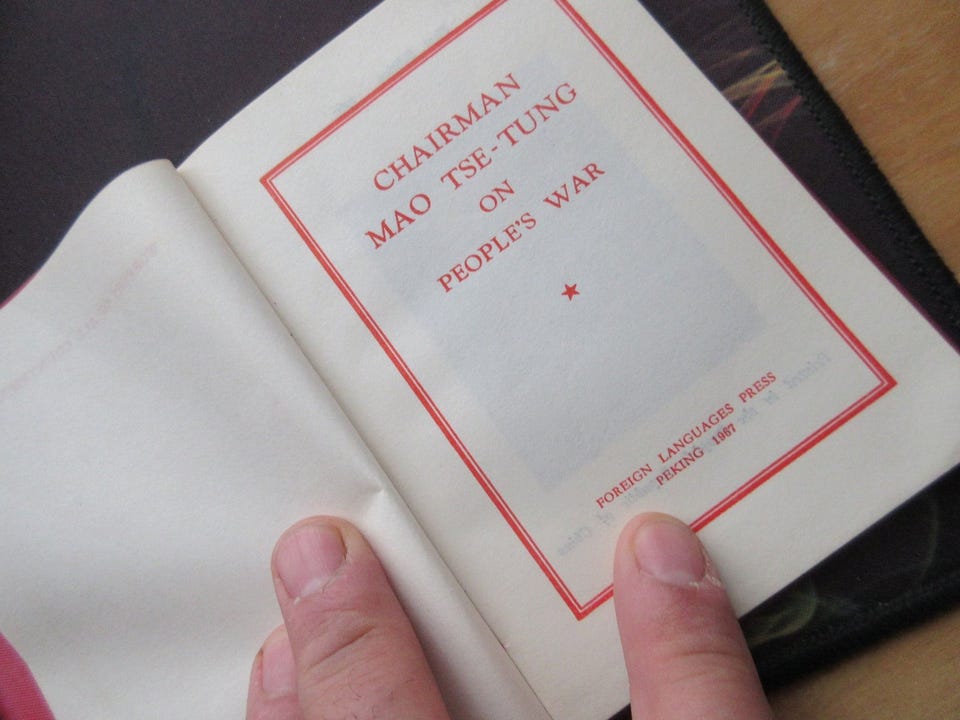 CHAIRMAN
MAO TSE-TUNG
ON
PEOPLE'S WAR
FOREIGN LANGUAGES PRESS
PEKING 1967